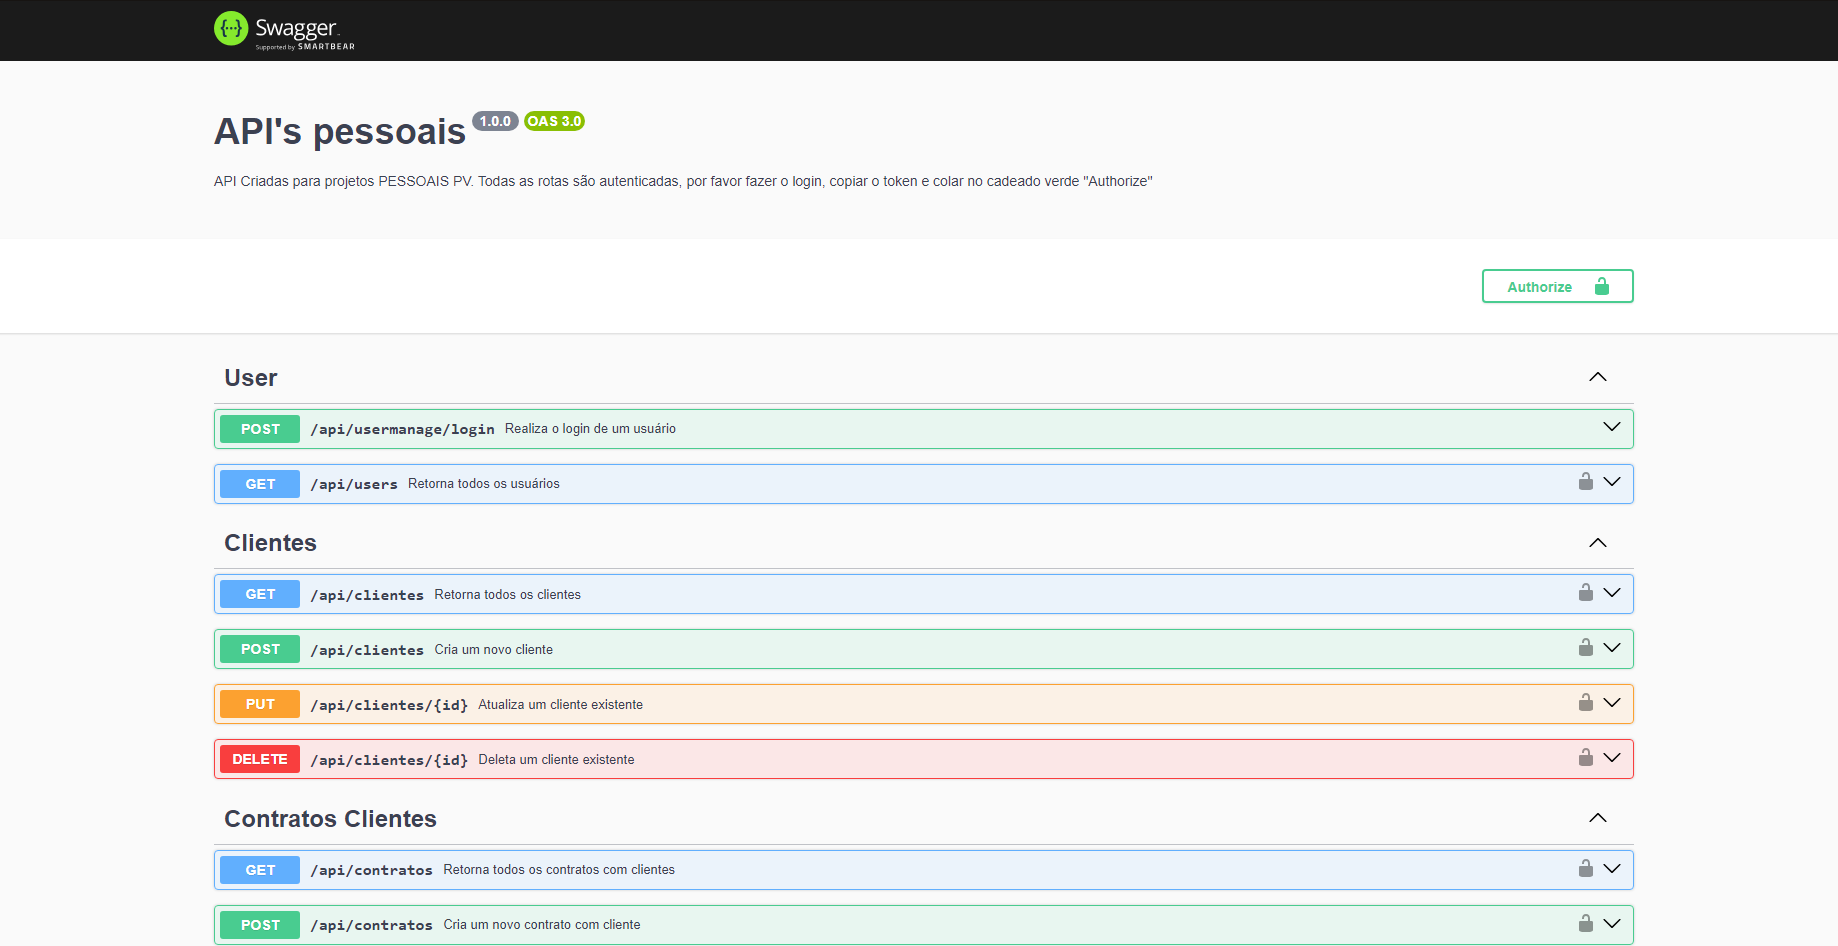 Swagger
Supported by SMARTBEAR
API's pessoais 1.0.0 OAS 3.0
API Criadas para projetos PESSOAIS PV. Todas as rotas são autenticadas, por favor fazer o login, copiar o token e colar no cadeado verde "Authorize"
Authorize
User
POST /api/usermanage/login Realiza o login de um usuário
GET /api/users Retorna todos os usuários
Clientes
GET /api/clientes Retorna todos os clientes
POST /api/clientes Cria um novo cliente
PUT /api/clientes/{id} Atualiza um cliente existente
DELETE /api/clientes/{id} Deleta um cliente existente
Contratos Clientes
GET /api/contratos Retorna todos os contratos com clientes
POST /api/contratos Cria um novo contrato com cliente